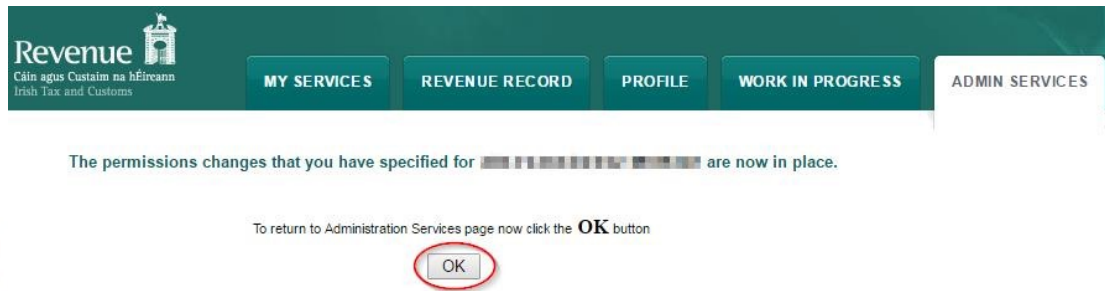 Revenue
Cáin agus Custaim na hÉireann
Irish Tax and Customs
MY SERVICES
REVENUE RECORD
PROFILE
WORK IN PROGRESS
ADMIN SERVICES
The permissions changes that you have specified for are now in place.
To return to Administration Services page now click the OK button
OK